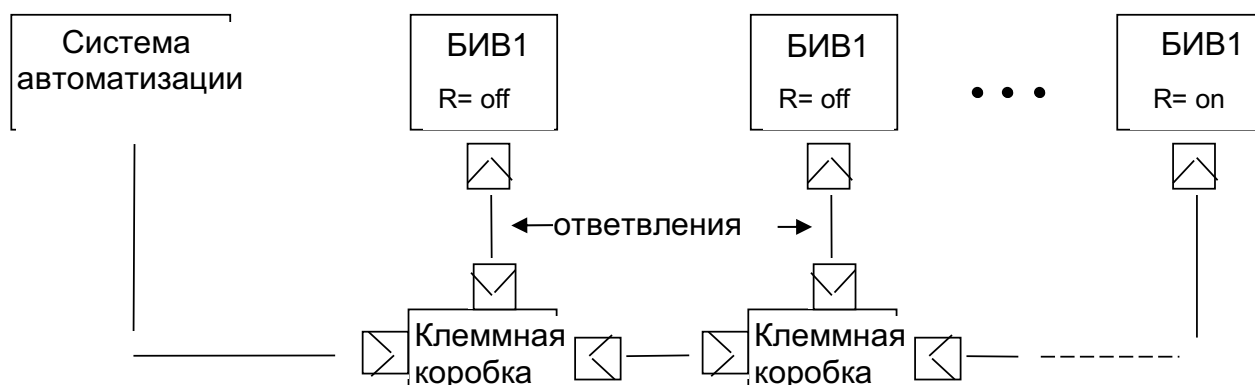 Система
автоматизации
БИВ1
R= off
БИВ1
R= off
• • •
БИВ1
R= on
ответвления
Клеммная
коробка
Клеммная
коробка